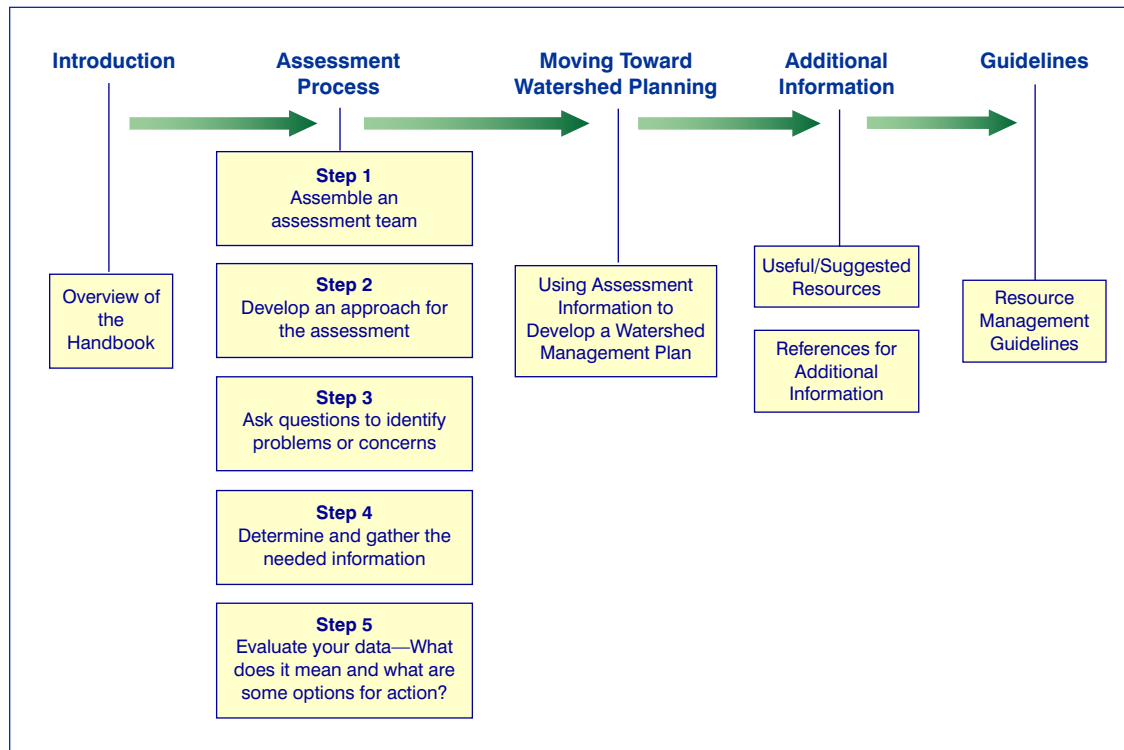 Introduction
Assessment
Process
Moving Toward
Watershed Planning
Additional
Information
Guidelines
Overview of
the
Handbook
Step 1
Assemble an
assessment team
Step 2
Develop an approach for
the assessment
Step 3
Ask questions to identify
problems or concerns
Step 4
Determine and gather the
needed information
Step 5
Evaluate your data—What
does it mean and what are
some options for action?
Using Assessment
Information to
Develop a Watershed
Management Plan
Useful/Suggested
Resources
References for
Additional
Information
Resource
Management
Guidelines